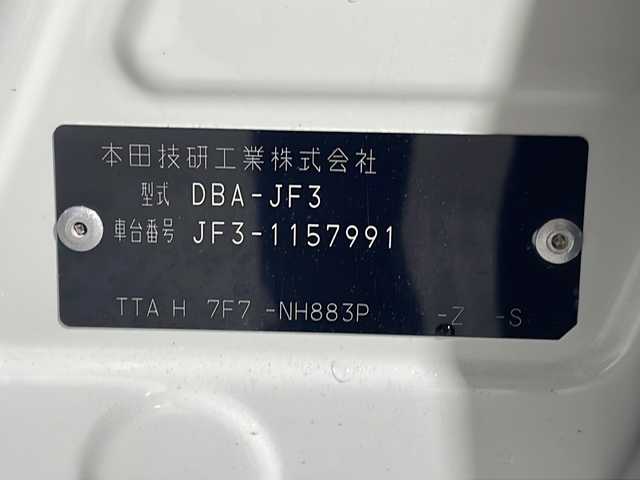 本田技研工業株式会社
型式 DBA-JF3
車台番号 JF3-1157991
TTA H 7F7 -NH883P -Z -S